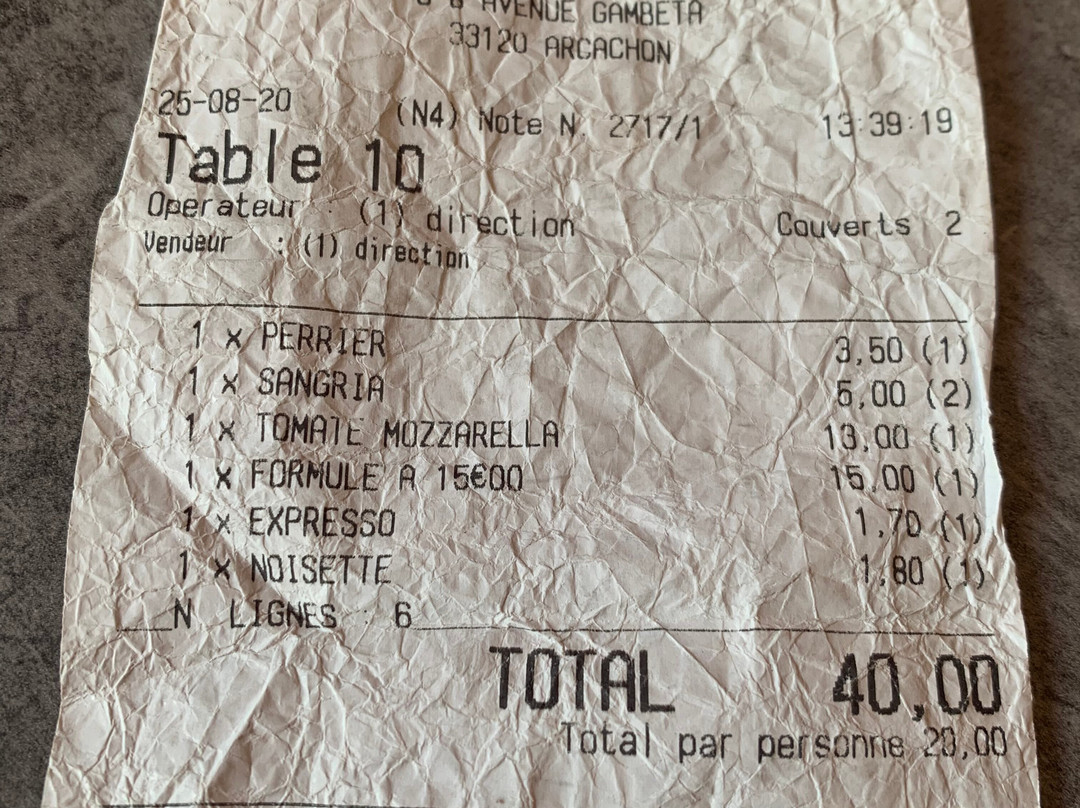 AVENUE GAMBETA
33120 ARCACHON
25-08-20 (N4) Note N. 2717/1 13:39:19
Table 10
Operateur : (1) direction Couverts 2
Vendeur : (1) direction
1 x PERRIER 3,50 (1)
1 x SANGRIA 5,00 (2)
1 x TOMATE MOZZARELLA 13,00 (1)
1 x FORMULE A 15€00 15,00 (1)
1 x EXPRESSO 1,70 (1)
1 x NOISETTE 1,80 (1)
N LIGNES : 6
TOTAL 40,00
Total par personne 20,00